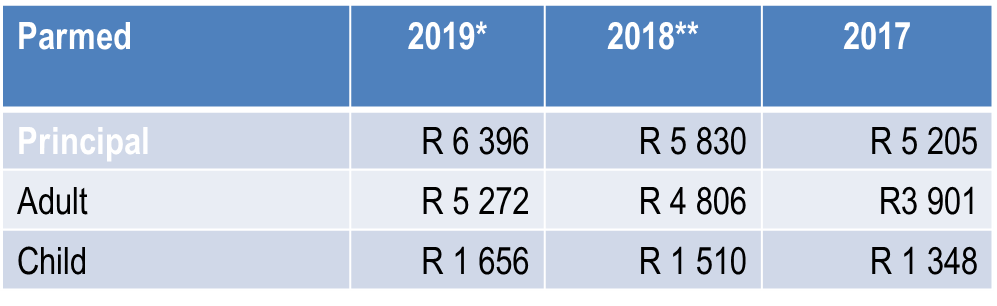 Parmed 2019* 2018** 2017
Principal R 6 396 R 5 830 R 5 205
Adult R 5 272 R 4 806 R3 901
Child R 1 656 R 1 510 R 1 348